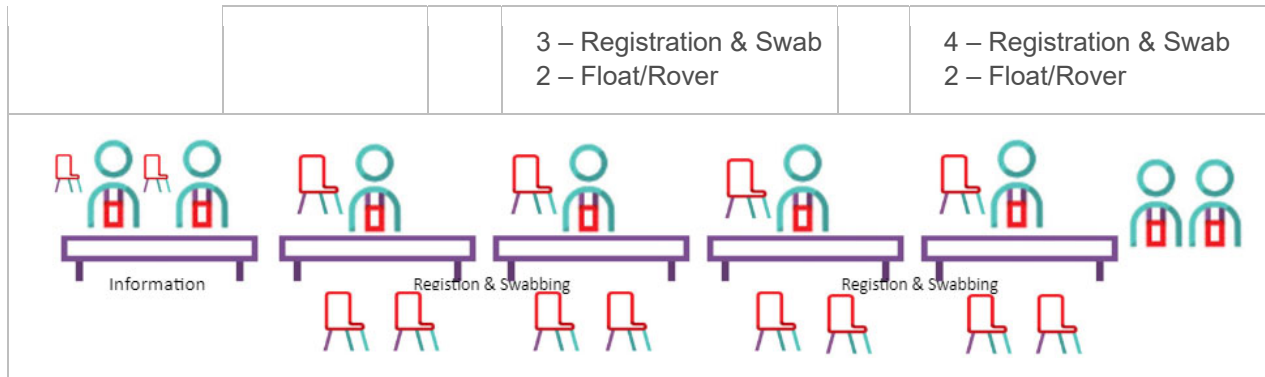 3 – Registration & Swab
2 – Float/Rover
4 – Registration & Swab
2 – Float/Rover
Information
Registion & Swabbing
Registion & Swabbing